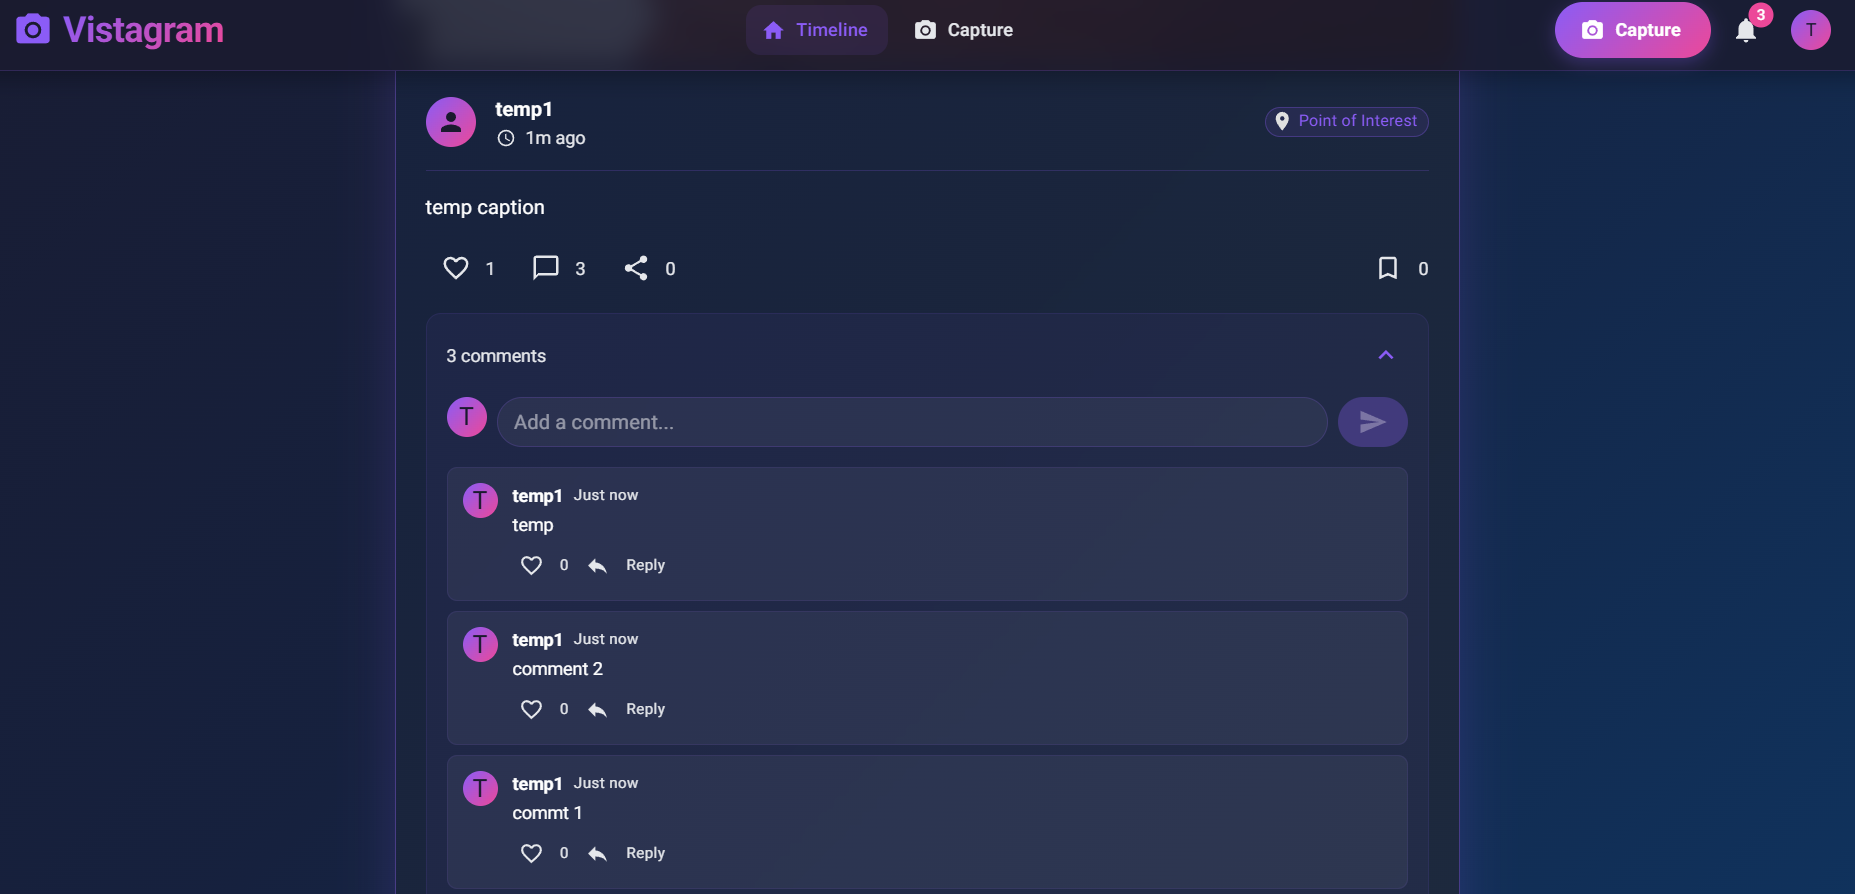 Vistagram
Timeline
Capture
Capture
3
T
temp1
1m ago
Point of Interest
temp caption
1
3
0
0
3 comments
T
Add a comment...
T
temp1 Just now
temp
0 Reply
T
temp1 Just now
comment 2
0 Reply
T
temp1 Just now
commt 1
0 Reply